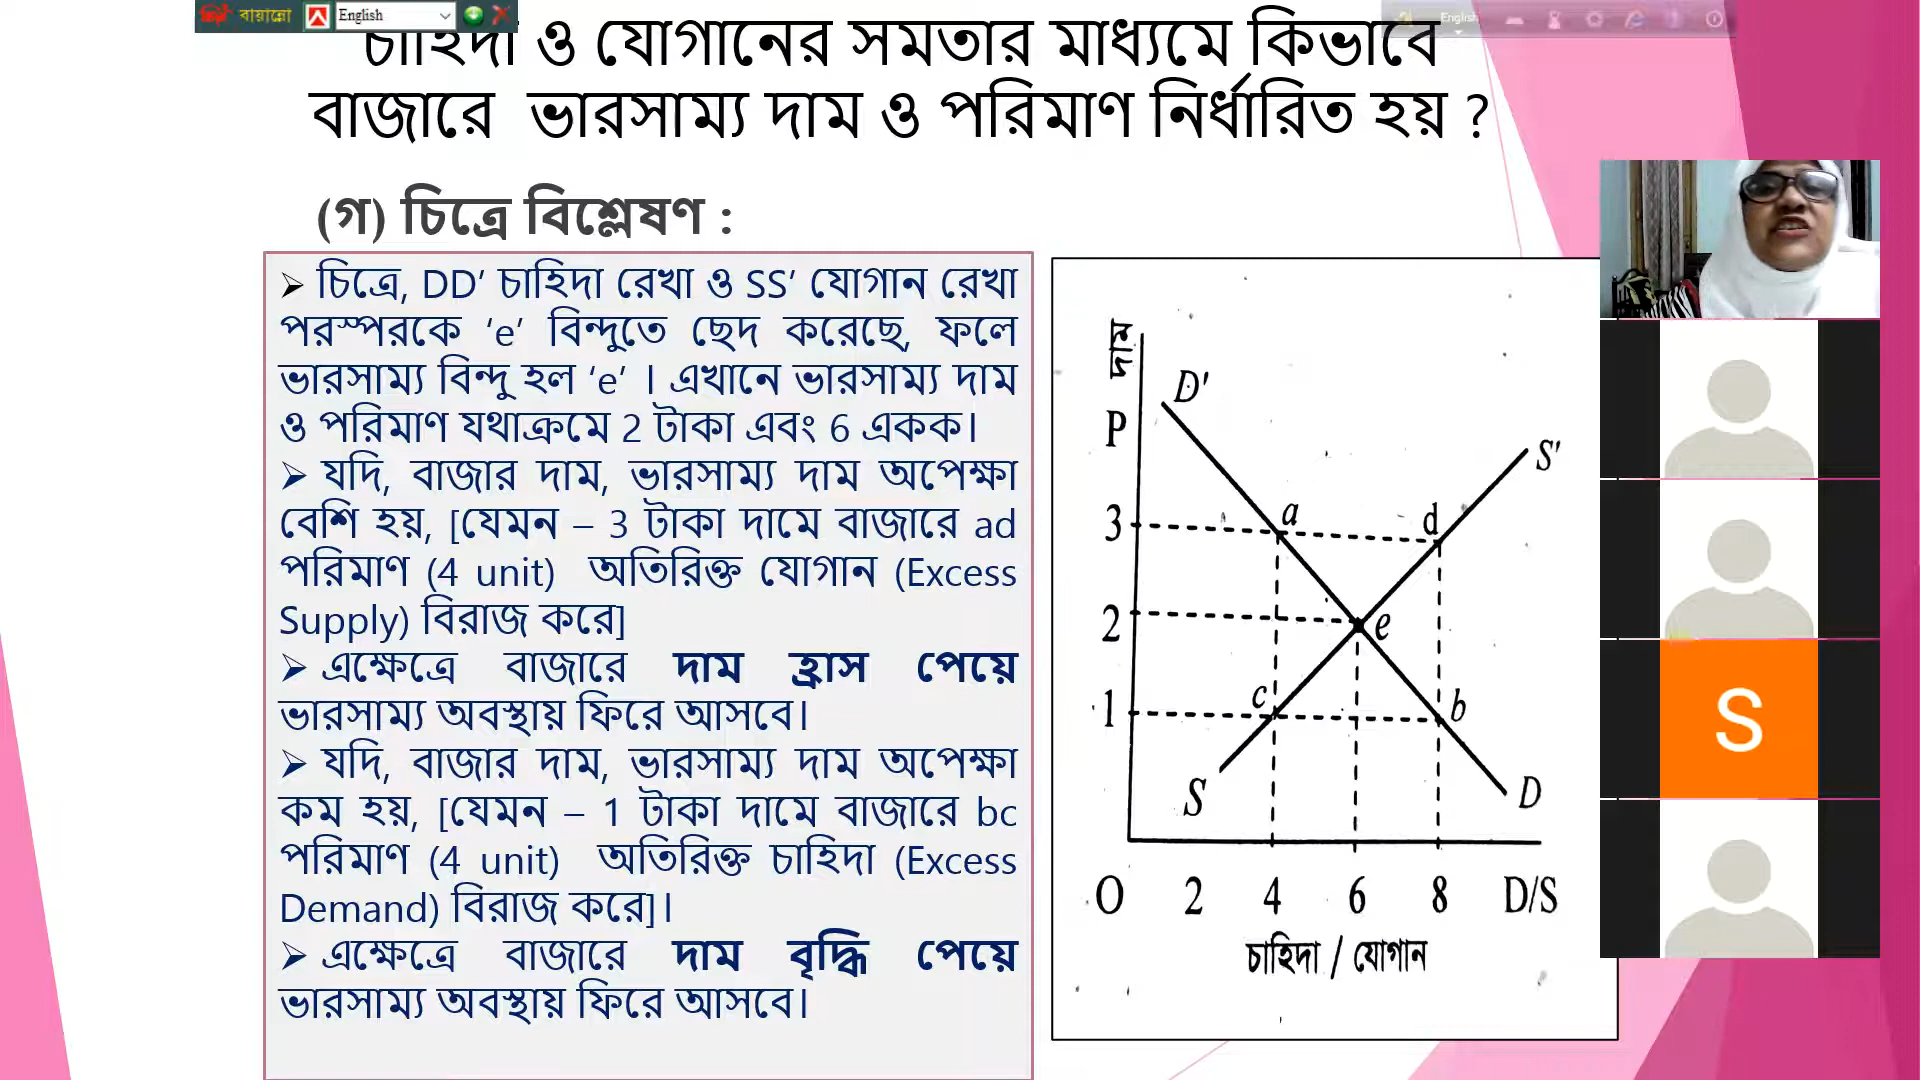 বায়ান্নো
English
English
চাহিদা ও যোগানের সমতার মাধ্যমে কিভাবে
বাজারে ভারসাম্য দাম ও পরিমাণ নির্ধারিত হয় ?
(গ) চিত্রে বিশ্লেষণ :
➢ চিত্রে, DD′ চাহিদা রেখা ও SS′ যোগান রেখা
পরস্পরকে ‘e’ বিন্দুতে ছেদ করেছে, ফলে
ভারসাম্য বিন্দু হল ‘e’ । এখানে ভারসাম্য দাম
ও পরিমাণ যথাক্রমে 2 টাকা এবং 6 একক।
➢ যদি, বাজার দাম, ভারসাম্য দাম অপেক্ষা
বেশি হয়, [যেমন – 3 টাকা দামে বাজারে ad
পরিমাণ (4 unit) অতিরিক্ত যোগান (Excess
Supply) বিরাজ করে]
➢ এক্ষেত্রে বাজারে দাম হ্রাস পেয়ে
ভারসাম্য অবস্থায় ফিরে আসবে।
➢ যদি, বাজার দাম, ভারসাম্য দাম অপেক্ষা
কম হয়, [যেমন – 1 টাকা দামে বাজারে bc
পরিমাণ (4 unit) অতিরিক্ত চাহিদা (Excess
Demand) বিরাজ করে]।
➢ এক্ষেত্রে বাজারে দাম বৃদ্ধি পেয়ে
ভারসাম্য অবস্থায় ফিরে আসবে।
দাম
D'
P
S'
3 a d
2 e
1 c b
S D
O 2 4 6 8 D/S
চাহিদা / যোগান
S